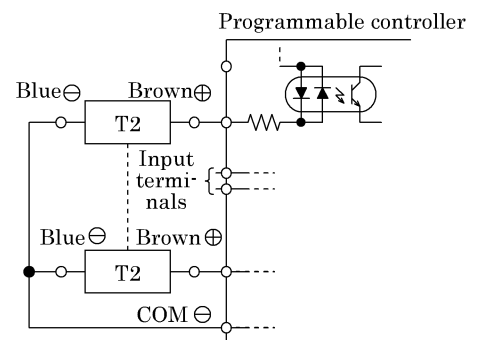 Programmable controller
Blue⊖ Brown⊕
T2
Input
termi-
nals
Blue⊖ Brown⊕
T2
COM ⊖